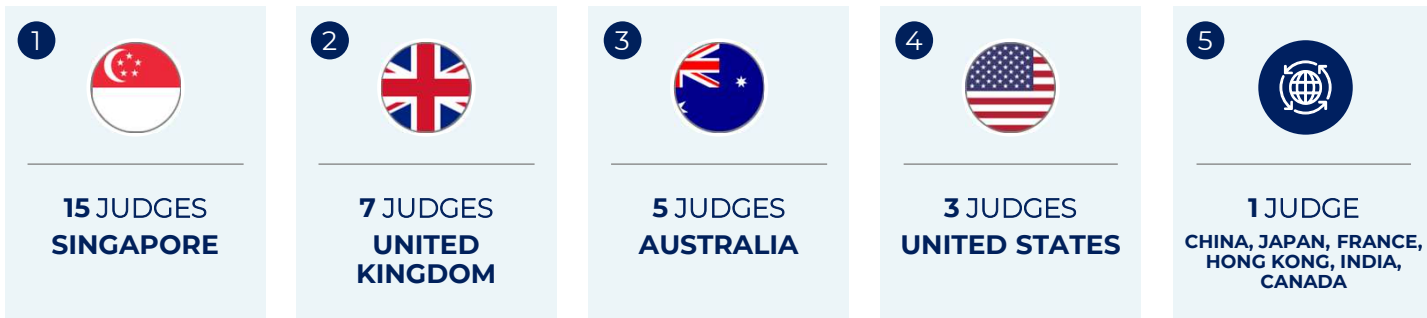 1
15 JUDGES
SINGAPORE
2
7 JUDGES
UNITED
KINGDOM
3
5 JUDGES
AUSTRALIA
4
3 JUDGES
UNITED STATES
5
1 JUDGE
CHINA, JAPAN, FRANCE,
HONG KONG, INDIA,
CANADA